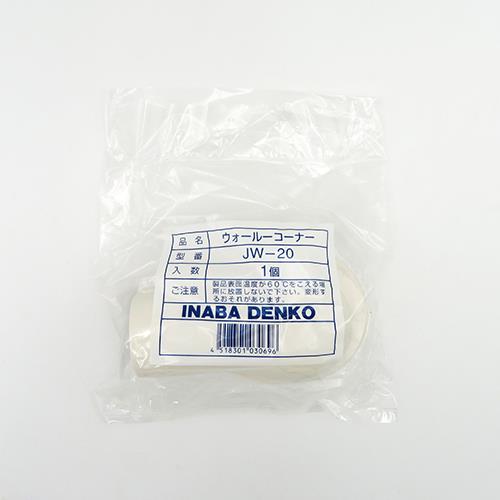 品名 ウォールーコーナー
型番 JW-20
入数 1個
ご注意 製品表面温度が60℃をこえる場
所に放置しないで下さい。変形す
るおそれがあります。
INABA DENKO
4 518301 030696